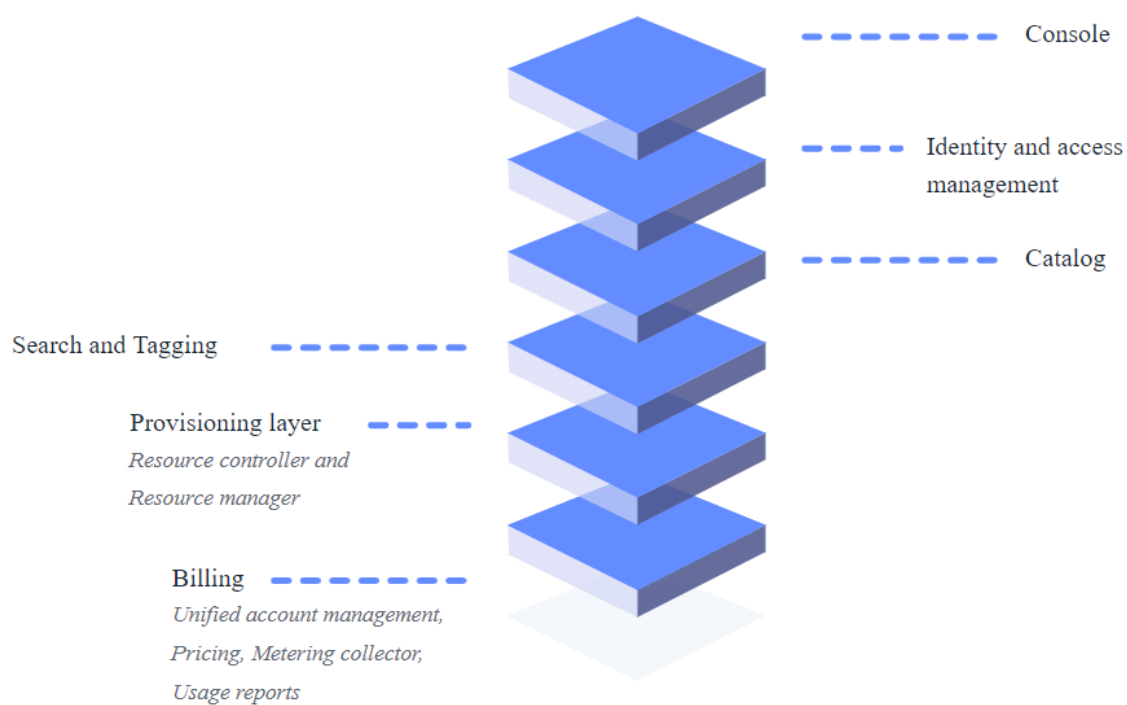 Console
Identity and access
management
Catalog
Search and Tagging
Provisioning layer
Resource controller and
Resource manager
Billing
Unified account management,
Pricing, Metering collector,
Usage reports